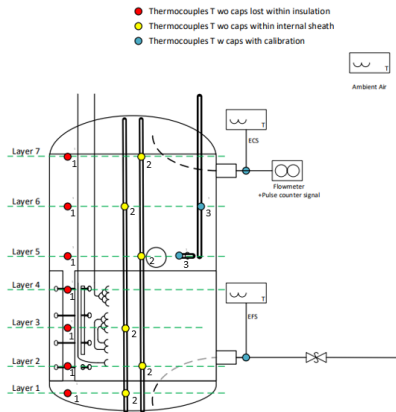 Thermocouples T wo caps lost within insulation
Thermocouples T wo caps within internal sheath
Thermocouples T w caps with calibration
T
Ambient Air
T
ECS
Layer 7
1
2
Flowmeter
+Pulse counter signal
Layer 6
1
2
3
Layer 5
1
2
3
Layer 4
1
T
EFS
Layer 3
1
2
Layer 2
1
2
Layer 1
1
2